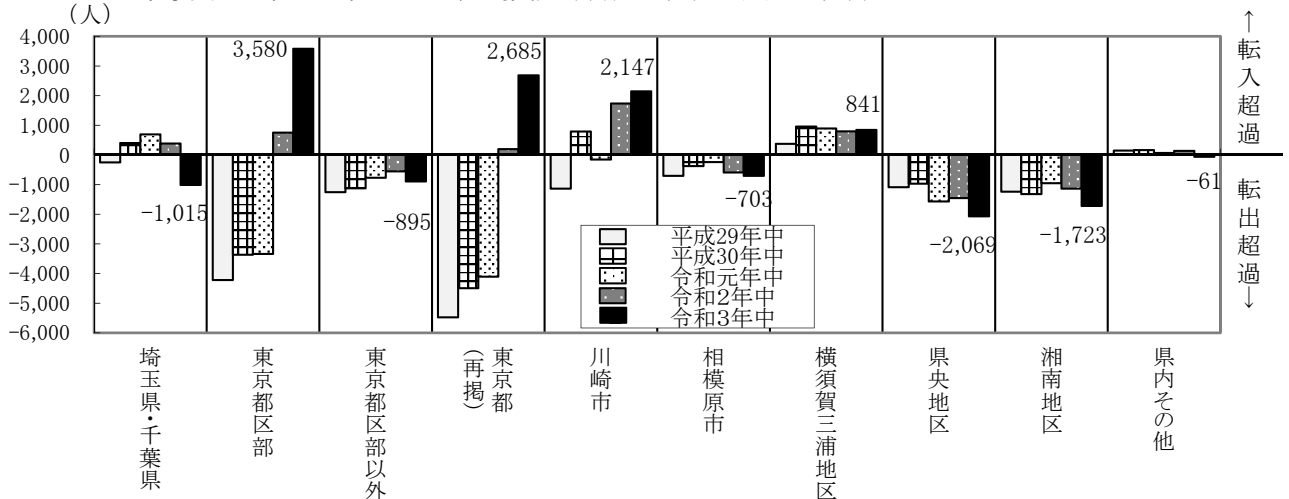 （人）
4,000
3,000
2,000
1,000
0
-1,000
-2,000
-3,000
-4,000
-5,000
-6,000
-1,015
3,580
-895
2,685
2,147
-703
841
-2,069
-1,723
-61
平成29年中
平成30年中
令和元年中
令和2年中
令和3年中
↑転入超過
転出超過↓
埼玉県・千葉県
東京都区部
東京都区部以外
東京都
（再掲）
川崎市
相模原市
横須賀三浦地区
県央地区
湘南地区
県内その他